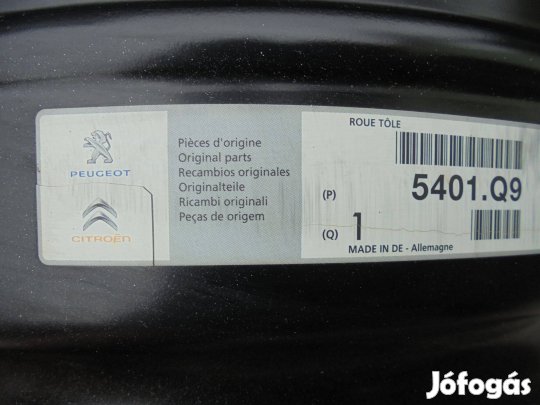 PEUGEOT
CITROËN
Pièces d'origine
Original parts
Recambios originales
Originalteile
Ricambi originali
Peças de origem
ROUE TÔLE
(P) 5401.Q9
(Q) 1
MADE IN DE - Allemagne
Jófogás